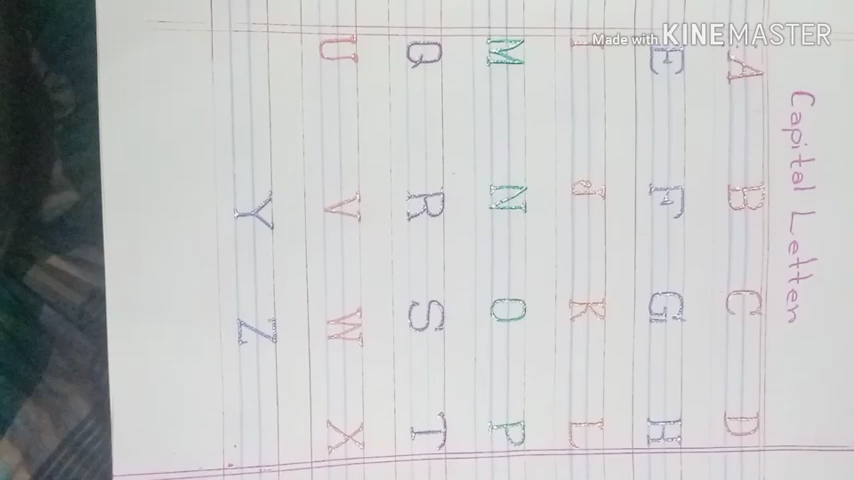 Made with KINEMASTER
Capital Letter
A B C D
E F G H
I J K L
M N O P
Q R S T
U V W X
Y Z